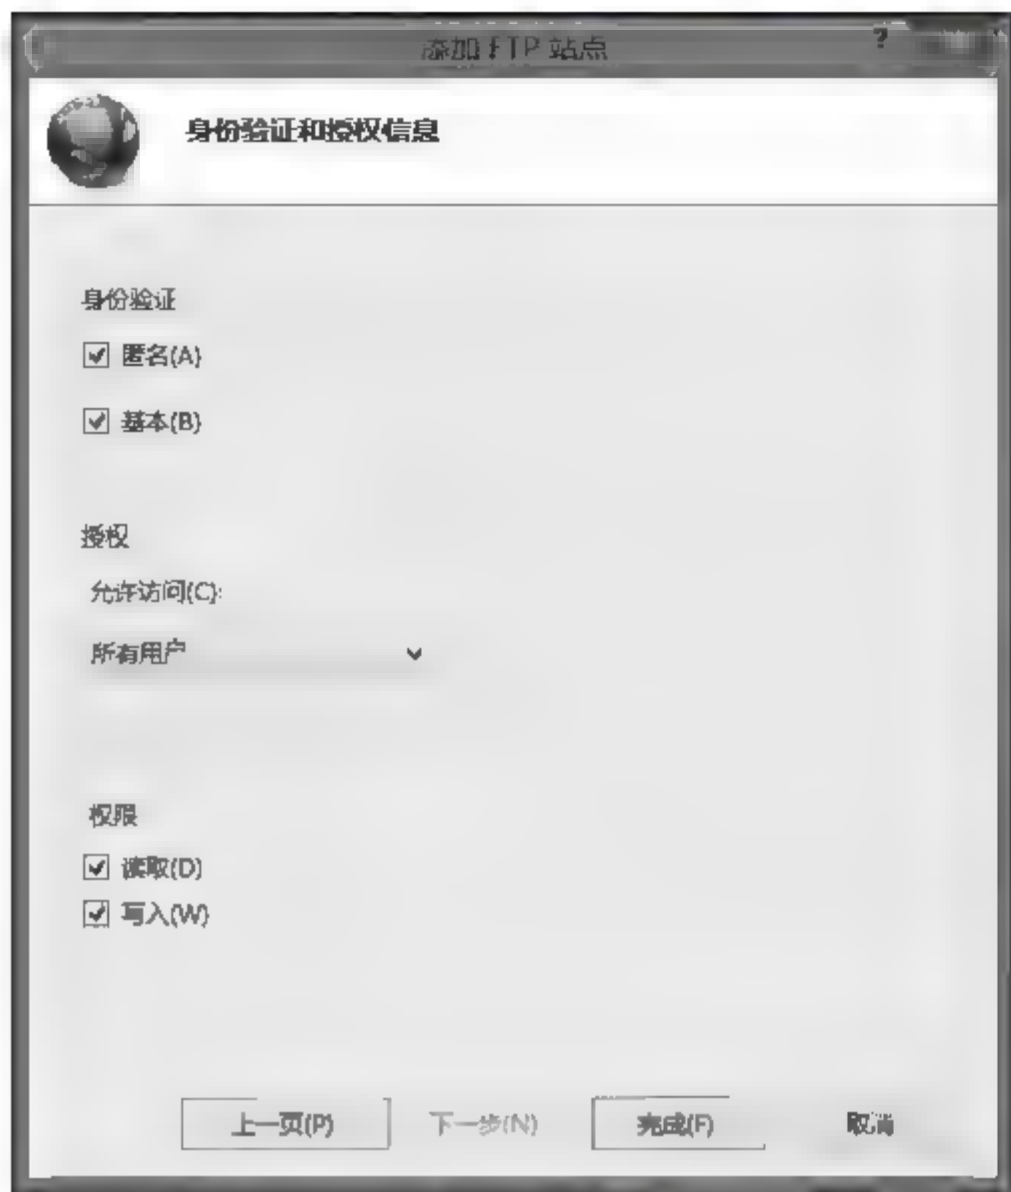 添加 FTP 站点
?
身份验证和授权信息
身份验证
匿名(A)
基本(B)
授权
允许访问(C):
所有用户
权限
读取(D)
写入(W)
上一页(P) 下一步(N) 完成(F) 取消